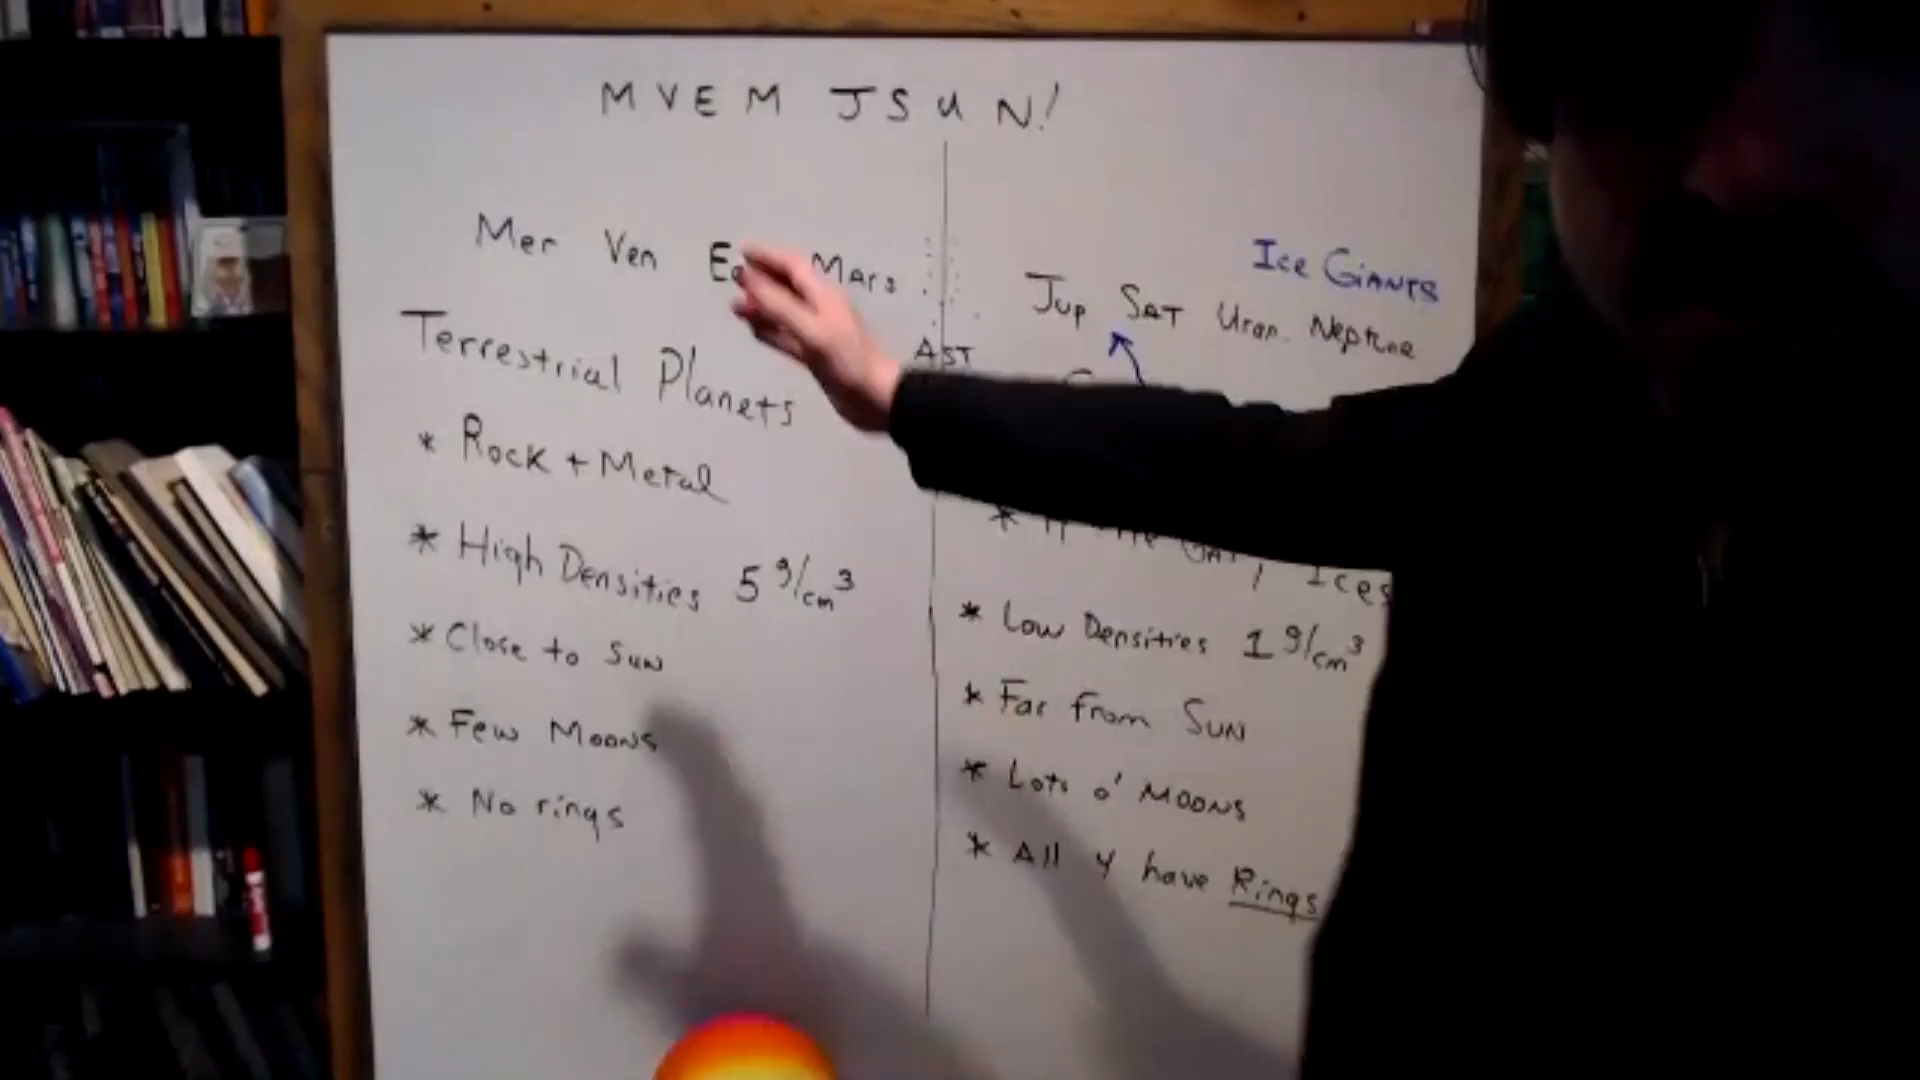 MVEM JSUN!
Mer Ven Ea Mars
Terrestrial Planets
* Rock + Metal
* High Densities 5 g/cm³
* Close to Sun
* Few Moons
* No rings
AST
Ice Giants
Jup Sat Uran. Neptune
Ices
* Low Densities 1 g/cm³
* Far from Sun
* Lots o' Moons
* All 4 have Rings